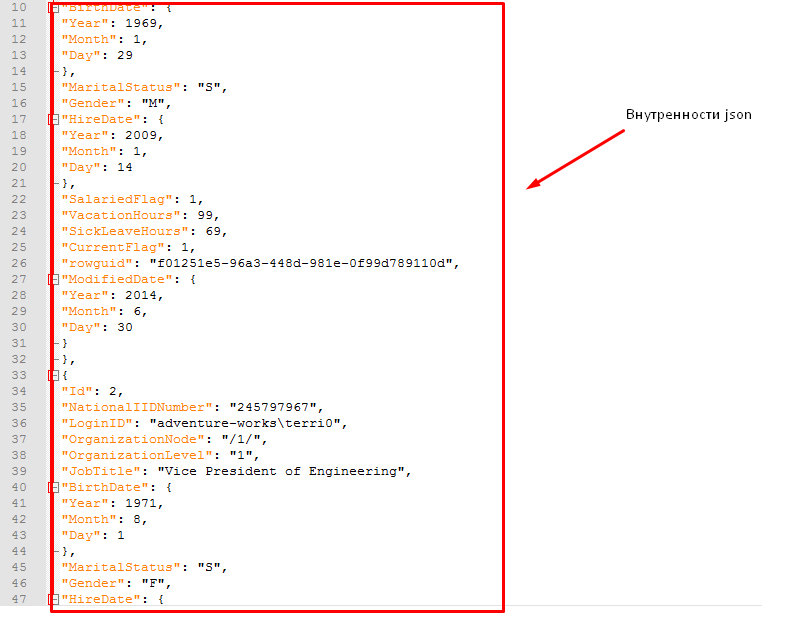 10 "BirthDate": {
11 "Year": 1969,
12 "Month": 1,
13 "Day": 29
14 },
15 "MaritalStatus": "S",
16 "Gender": "M",
17 "HireDate": {
18 "Year": 2009,
19 "Month": 1,
20 "Day": 14
21 },
22 "SalariedFlag": 1,
23 "VacationHours": 99,
24 "SickLeaveHours": 69,
25 "CurrentFlag": 1,
26 "rowguid": "f01251e5-96a3-448d-981e-0f99d789110d",
27 "ModifiedDate": {
28 "Year": 2014,
29 "Month": 6,
30 "Day": 30
31 }
32 },
33 {
34 "Id": 2,
35 "NationalIIDNumber": "245797967",
36 "LoginID": "adventure-works\terri0",
37 "OrganizationNode": "/1/",
38 "OrganizationLevel": "1",
39 "JobTitle": "Vice President of Engineering",
40 "BirthDate": {
41 "Year": 1971,
42 "Month": 8,
43 "Day": 1
44 },
45 "MaritalStatus": "S",
46 "Gender": "F",
47 "HireDate": {
Внутренности json